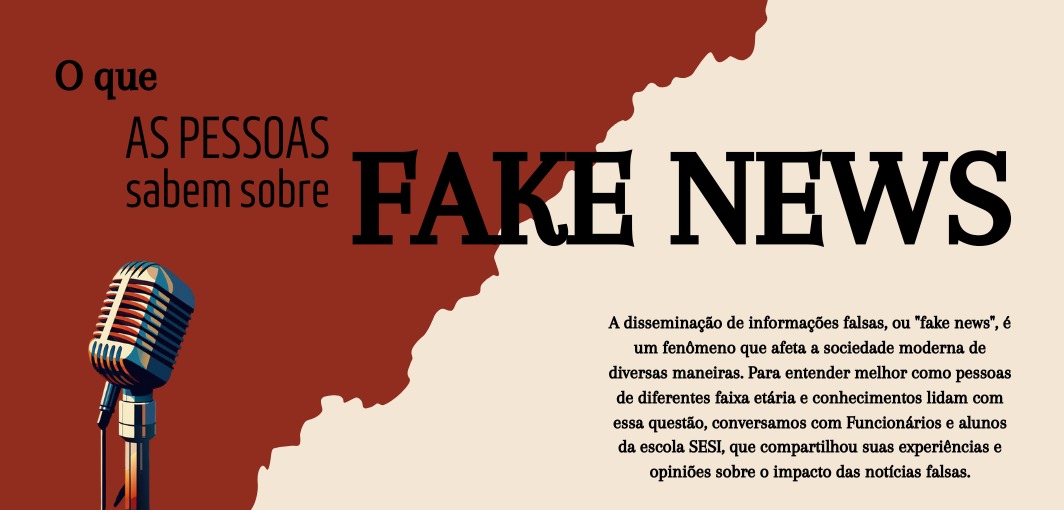 O que
AS PESSOAS
sabem sobre
FAKE NEWS
A disseminação de informações falsas, ou "fake news", é
um fenômeno que afeta a sociedade moderna de
diversas maneiras. Para entender melhor como pessoas
de diferentes faixa etária e conhecimentos lidam com
essa questão, conversamos com Funcionários e alunos
da escola SESI, que compartilhou suas experiências e
opiniões sobre o impacto das notícias falsas.